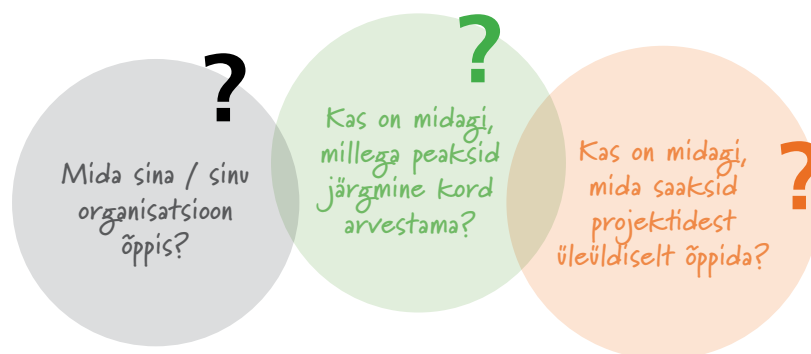 ?
Mida sina / sinu
organisatsioon
õppis?
?
Kas on midagi,
millega peaksid
järgmine kord
arvestama?
?
Kas on midagi,
mida saaksid
projektidest
üleüldiselt õppida?